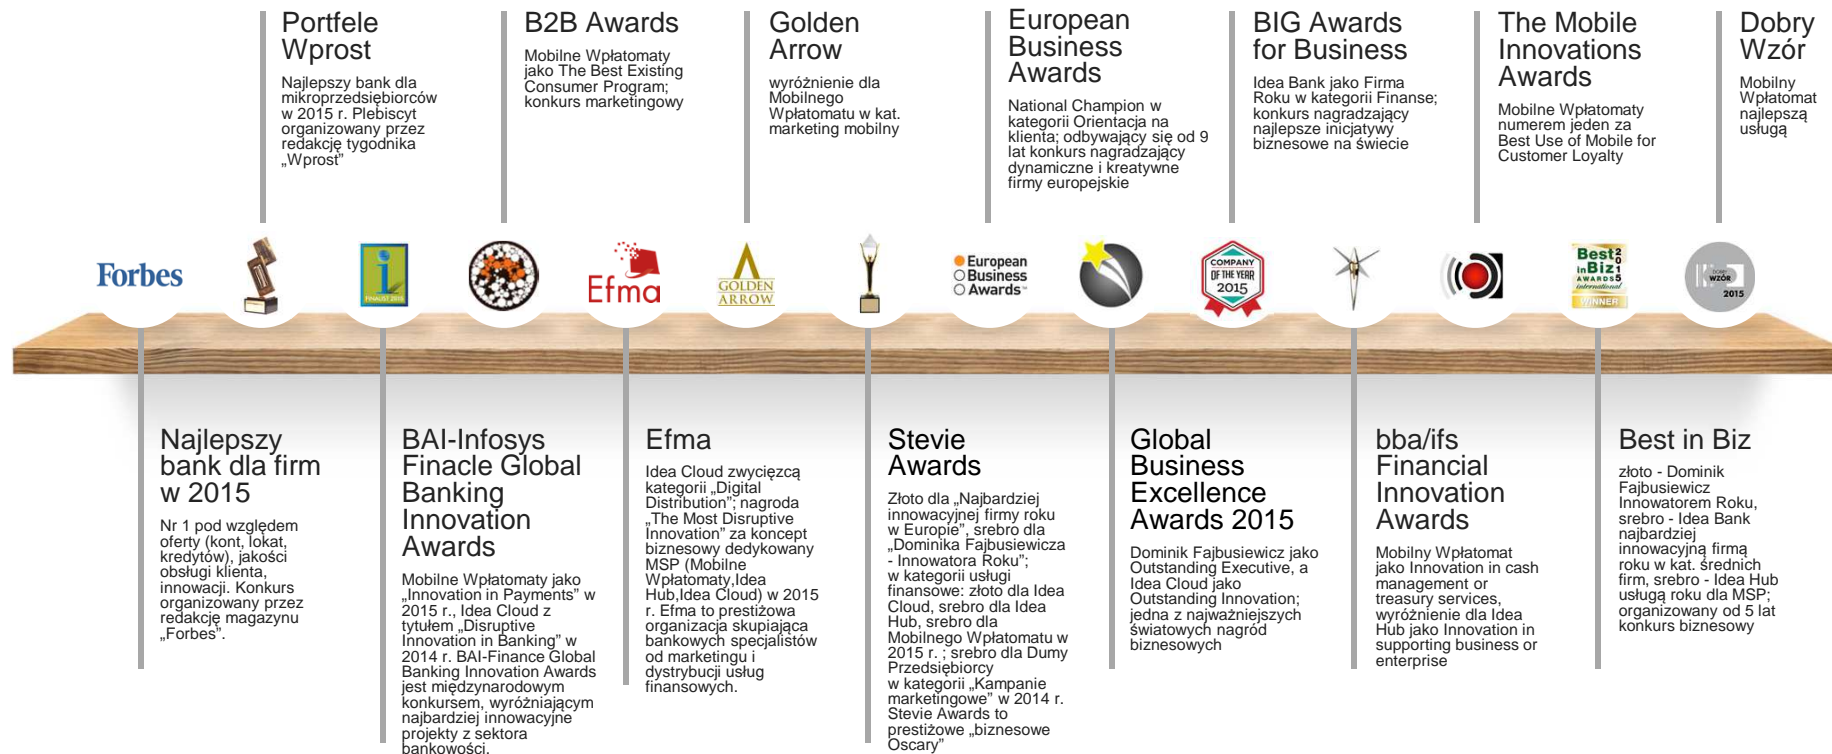 Portfele
Wprost
Najlepszy bank dla
mikroprzedsiębiorców
w 2015 r. Plebiscyt
organizowany przez
redakcję tygodnika
„Wprost”
B2B Awards
Mobilne Wpłatomaty
jako The Best Existing
Consumer Program;
konkurs marketingowy
Golden
Arrow
wyróżnienie dla
Mobilnego
Wpłatomatu w kat.
marketing mobilny
European
Business
Awards
National Champion w
kategorii Orientacja na
klienta; odbywający się od 9
lat konkurs nagradzający
dynamiczne i kreatywne
firmy europejskie
BIG Awards
for Business
Idea Bank jako Firma
Roku w kategorii Finanse;
konkurs nagradzający
najlepsze inicjatywy
biznesowe na świecie
The Mobile
Innovations
Awards
Mobilne Wpłatomaty
numerem jeden za
Best Use of Mobile for
Customer Loyalty
Dobry
Wzór
Mobilny
Wpłatomat
najlepszą
usługą
Forbes
i
FINALIST 2015
Efma
GOLDEN
ARROW
European
Business
Awards™
COMPANY
OF THE YEAR
2015
Best
in Biz
AWARDS
2015
international
WINNER
DOBRY
WZÓR
2015
Najlepszy
bank dla firm
w 2015
Nr 1 pod względem
oferty (kont, lokat,
kredytów), jakości
obsługi klienta,
innowacji. Konkurs
organizowany przez
redakcję magazynu
„Forbes”.
BAI-Infosys
Finacle Global
Banking
Innovation
Awards
Mobilne Wpłatomaty jako
„Innovation in Payments” w
2015 r., Idea Cloud z
tytułem „Disruptive
Innovation in Banking” w
2014 r. BAI-Finance Global
Banking Innovation Awards
jest międzynarodowym
konkursem, wyróżniającym
najbardziej innowacyjne
projekty z sektora
bankowości.
Efma
Idea Cloud zwycięzcą
kategorii „Digital
Distribution”; nagroda
„The Most Disruptive
Innovation” za koncept
biznesowy dedykowany
MSP (Mobilne
Wpłatomaty,Idea
Hub,Idea Cloud) w 2015
r. Efma to prestiżowa
organizacja skupiająca
bankowych specjalistów
od marketingu i
dystrybucji usług
finansowych.
Stevie
Awards
Złoto dla „Najbardziej
innowacyjnej firmy roku
w Europie”, srebro dla
„Dominika Fajbusiewicza
- Innowatora Roku”;
w kategorii usługi
finansowe: złoto dla Idea
Cloud, srebro dla Idea
Hub, srebro dla
Mobilnego Wpłatomatu w
2015 r. ; srebro dla Dumy
Przedsiębiorcy
w kategorii „Kampanie
marketingowe” w 2014 r.
Stevie Awards to
prestiżowe „biznesowe
Oscary”
Global
Business
Excellence
Awards 2015
Dominik Fajbusiewicz jako
Outstanding Executive, a
Idea Cloud jako
Outstanding Innovation;
jedna z najważniejszych
światowych nagród
biznesowych
bba/ifs
Financial
Innovation
Awards
Mobilny Wpłatomat
jako Innovation in cash
management or
treasury services,
wyróżnienie dla Idea
Hub jako Innovation in
supporting business or
enterprise
Best in Biz
złoto - Dominik
Fajbusiewicz
Innowatorem Roku,
srebro - Idea Bank
najbardziej
innowacyjną firmą
roku w kat. średnich
firm, srebro - Idea Hub
usługą roku dla MSP;
organizowany od 5 lat
konkurs biznesowy